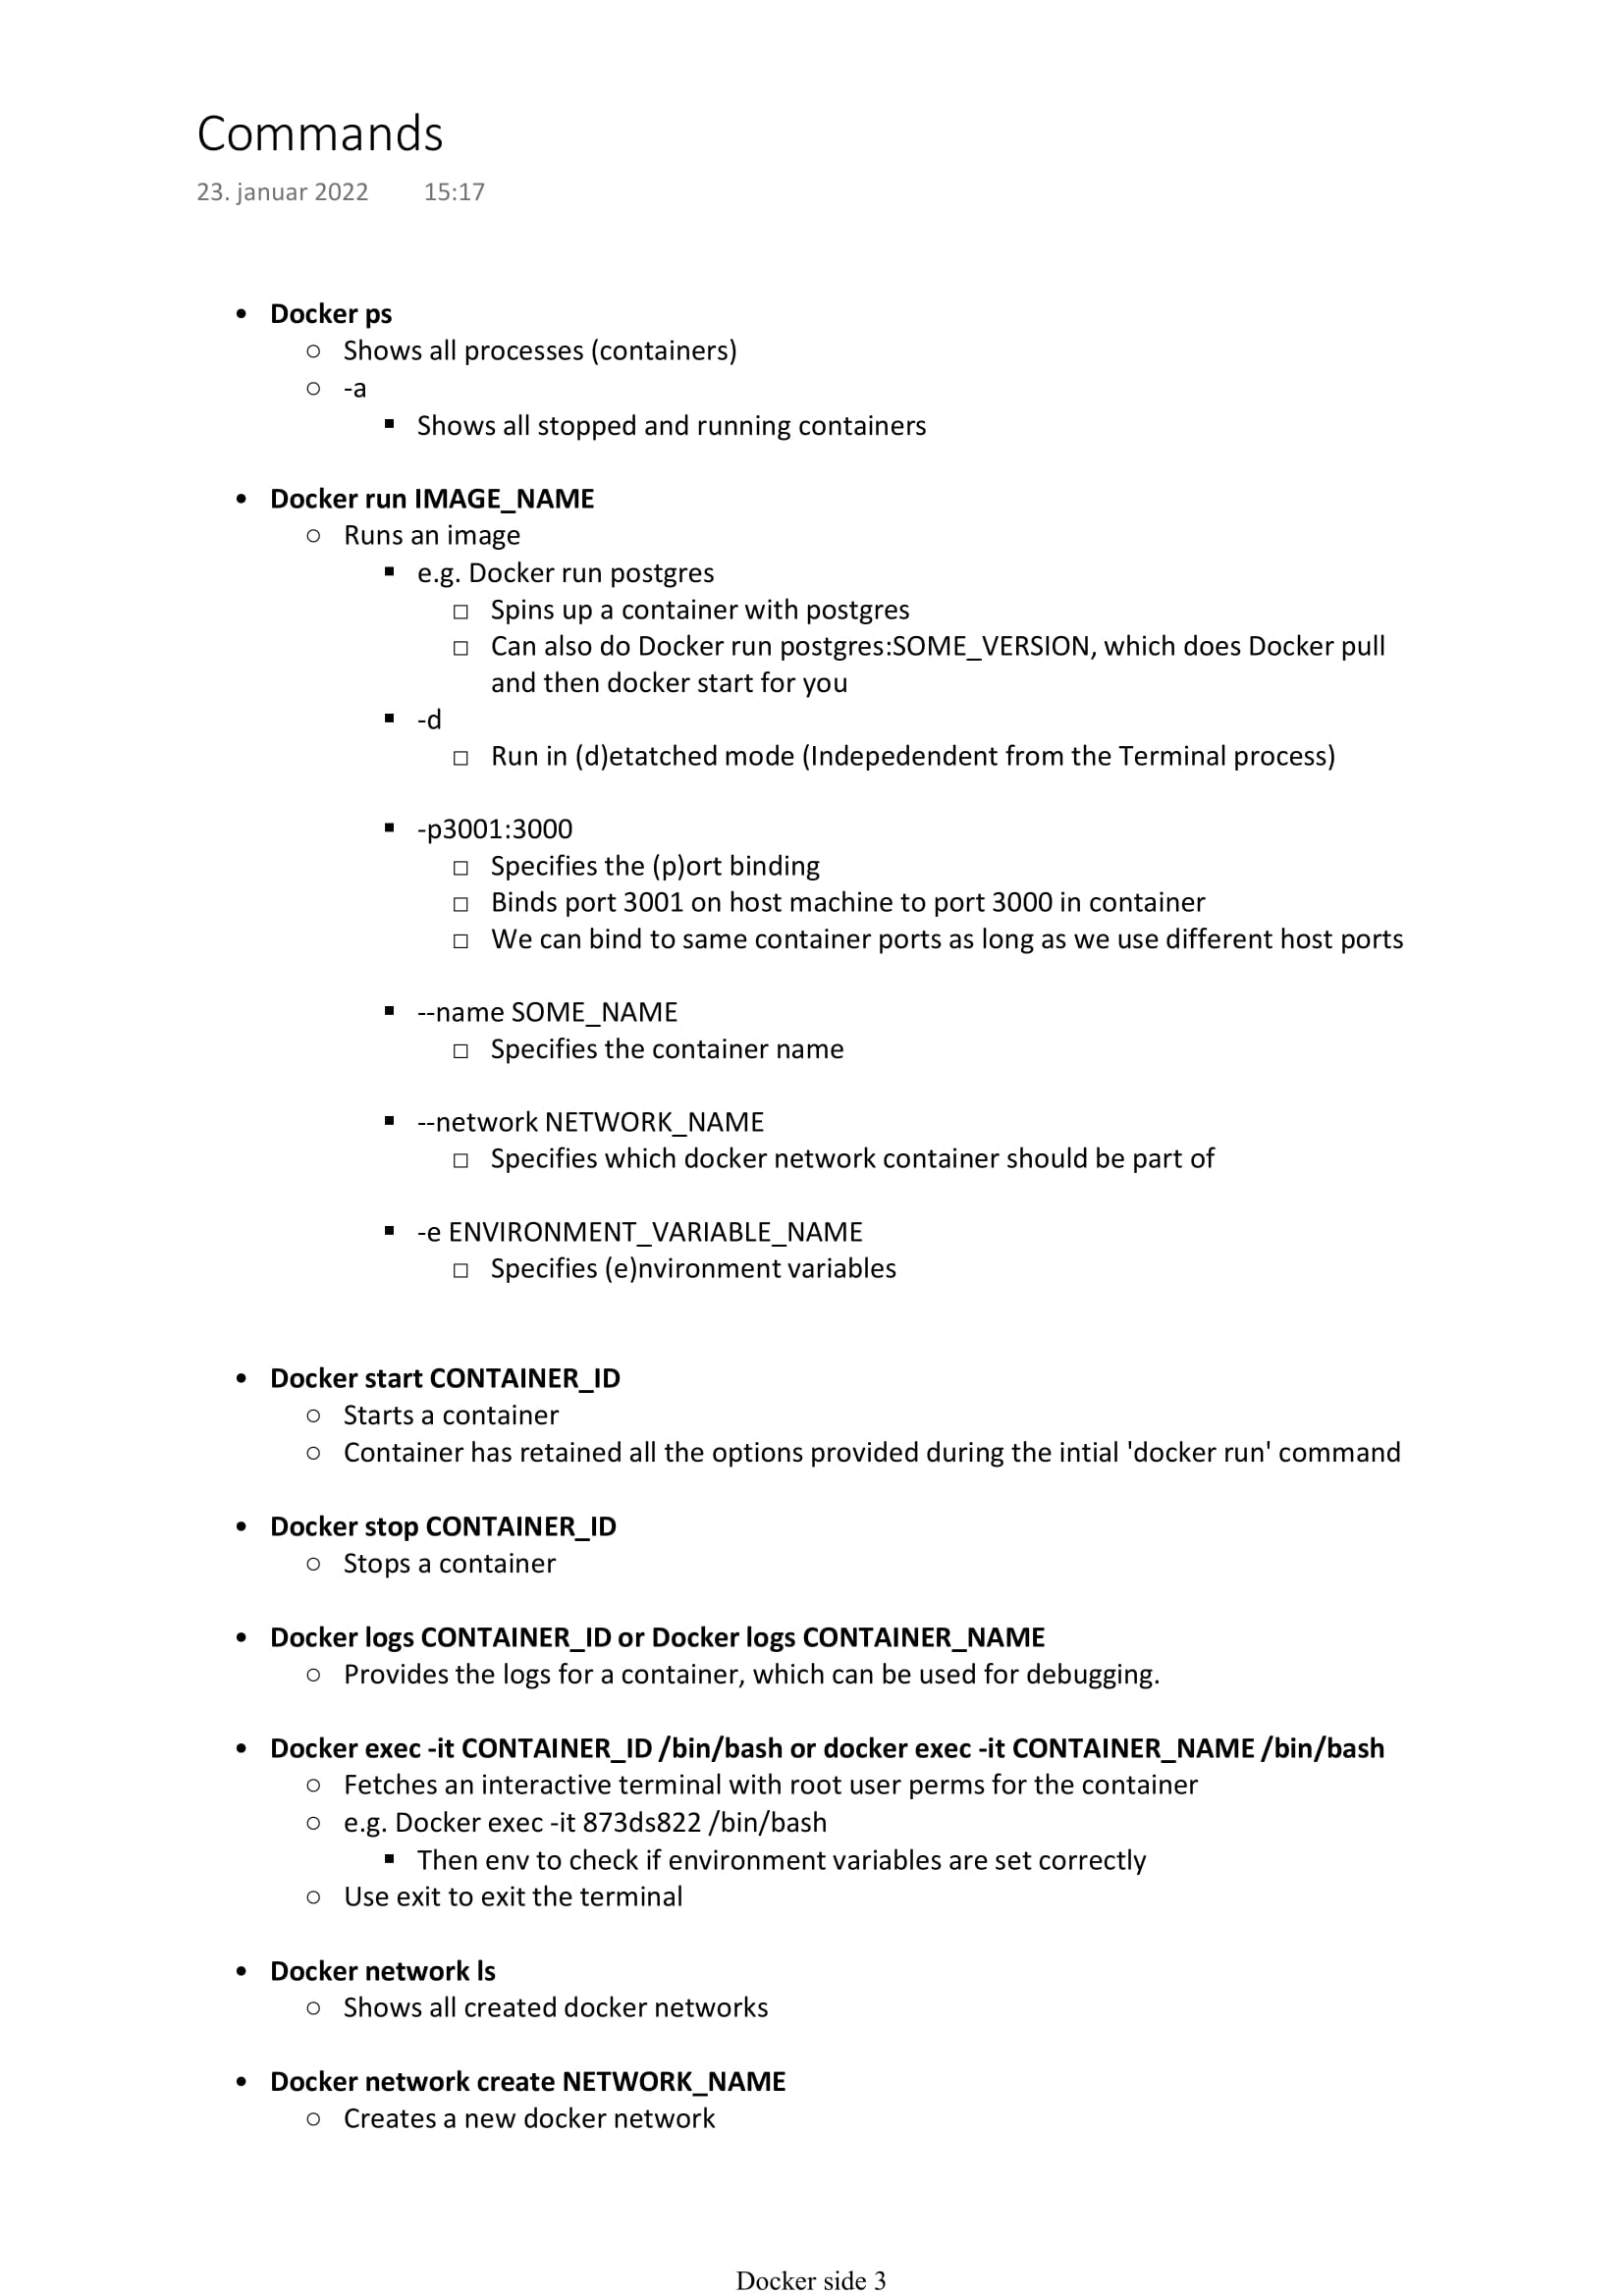 Commands
23. januar 2022 15:17
• Docker ps
○ Shows all processes (containers)
○ -a
▪ Shows all stopped and running containers
• Docker run IMAGE_NAME
○ Runs an image
▪ e.g. Docker run postgres
□ Spins up a container with postgres
□ Can also do Docker run postgres:SOME_VERSION, which does Docker pull
and then docker start for you
▪ -d
□ Run in (d)etatched mode (Indepedendent from the Terminal process)
▪ -p3001:3000
□ Specifies the (p)ort binding
□ Binds port 3001 on host machine to port 3000 in container
□ We can bind to same container ports as long as we use different host ports
▪ --name SOME_NAME
□ Specifies the container name
▪ --network NETWORK_NAME
□ Specifies which docker network container should be part of
▪ -e ENVIRONMENT_VARIABLE_NAME
□ Specifies (e)nvironment variables
• Docker start CONTAINER_ID
○ Starts a container
○ Container has retained all the options provided during the intial 'docker run' command
• Docker stop CONTAINER_ID
○ Stops a container
• Docker logs CONTAINER_ID or Docker logs CONTAINER_NAME
○ Provides the logs for a container, which can be used for debugging.
• Docker exec -it CONTAINER_ID /bin/bash or docker exec -it CONTAINER_NAME /bin/bash
○ Fetches an interactive terminal with root user perms for the container
○ e.g. Docker exec -it 873ds822 /bin/bash
▪ Then env to check if environment variables are set correctly
○ Use exit to exit the terminal
• Docker network ls
○ Shows all created docker networks
• Docker network create NETWORK_NAME
○ Creates a new docker network
Docker side 3